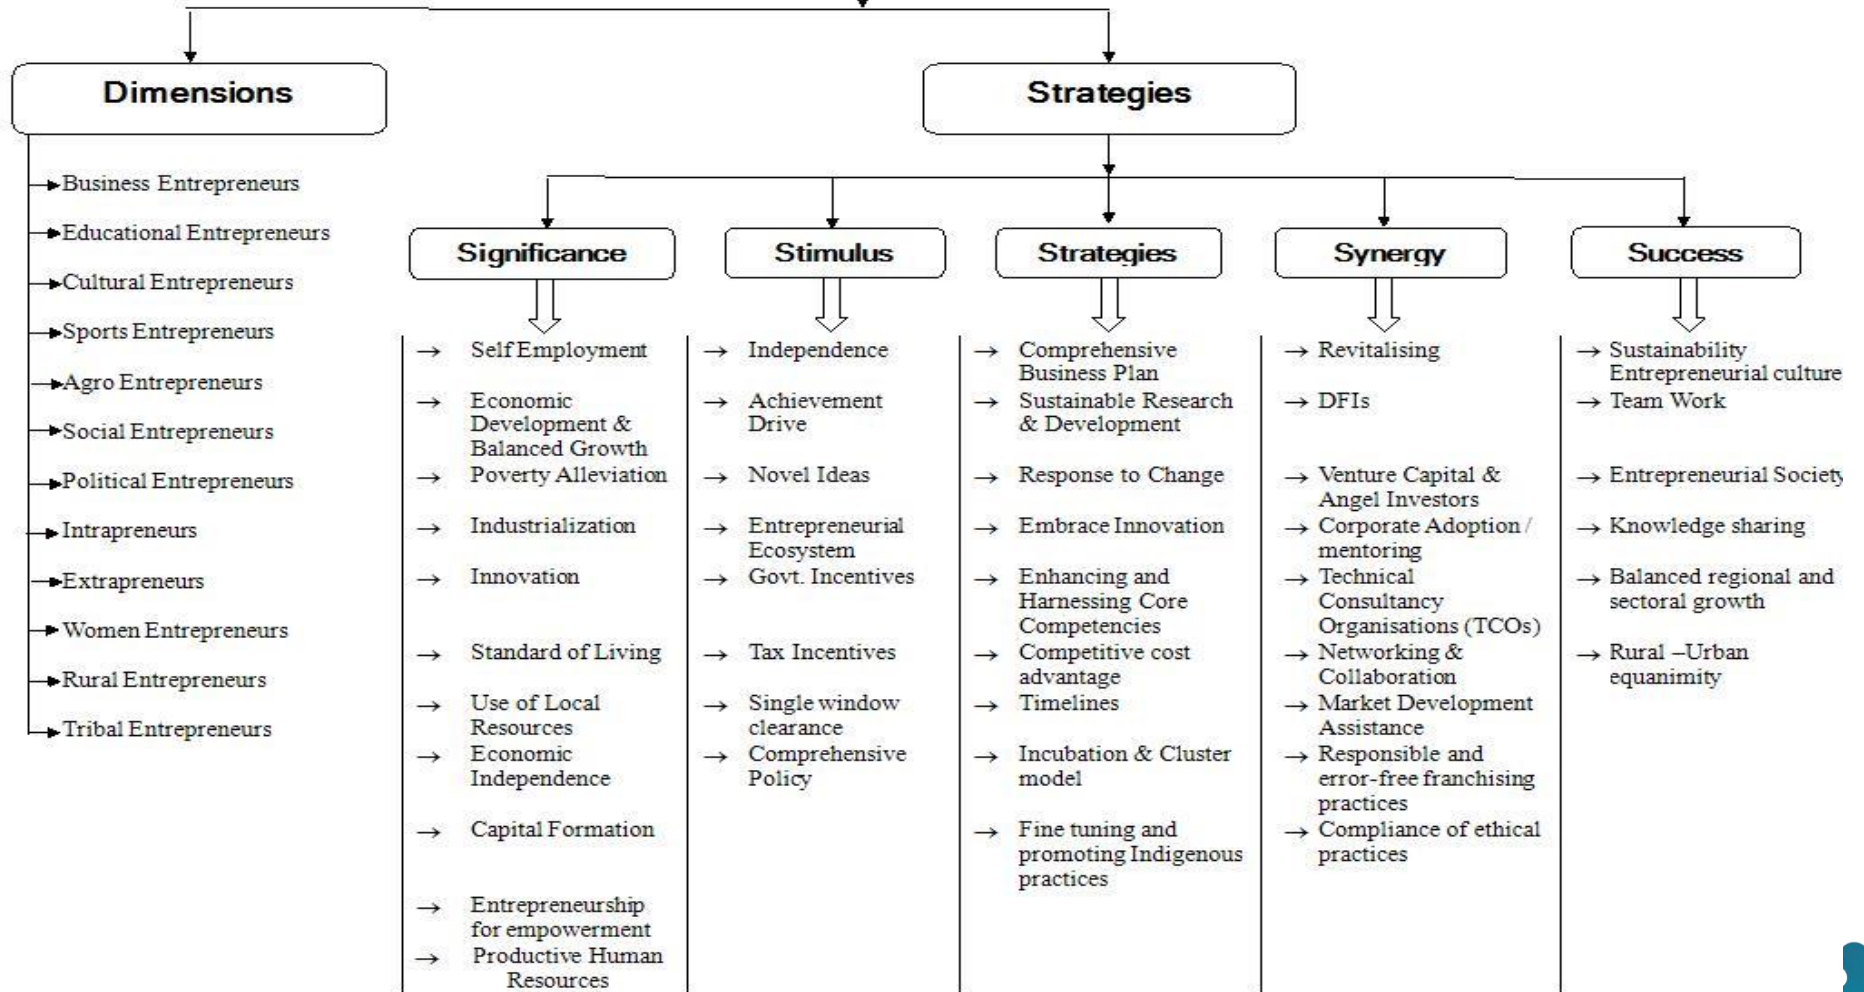 Dimensions
Business Entrepreneurs
Educational Entrepreneurs
Cultural Entrepreneurs
Sports Entrepreneurs
Agro Entrepreneurs
Social Entrepreneurs
Political Entrepreneurs
Intrapreneurs
Extrapreneurs
Women Entrepreneurs
Rural Entrepreneurs
Tribal Entrepreneurs
Strategies
Significance
Self Employment
Economic
Development &
Balanced Growth
Poverty Alleviation
Industrialization
Innovation
Standard of Living
Use of Local
Resources
Economic
Independence
Capital Formation
Entrepreneurship
for empowerment
Productive Human
Resources
Stimulus
Independence
Achievement
Drive
Novel Ideas
Entrepreneurial
Ecosystem
Govt. Incentives
Tax Incentives
Single window
clearance
Comprehensive
Policy
Strategies
Comprehensive
Business Plan
Sustainable Research
& Development
Response to Change
Embrace Innovation
Enhancing and
Harnessing Core
Competencies
Competitive cost
advantage
Timelines
Incubation & Cluster
model
Fine tuning and
promoting Indigenous
practices
Synergy
Revitalising
DFIs
Venture Capital &
Angel Investors
Corporate Adoption /
mentoring
Technical
Consultancy
Organisations (TCOs)
Networking &
Collaboration
Market Development
Assistance
Responsible and
error-free franchising
practices
Compliance of ethical
practices
Success
Sustainability
Entrepreneurial culture
Team Work
Entrepreneurial Society
Knowledge sharing
Balanced regional and
sectoral growth
Rural –Urban
equanimity